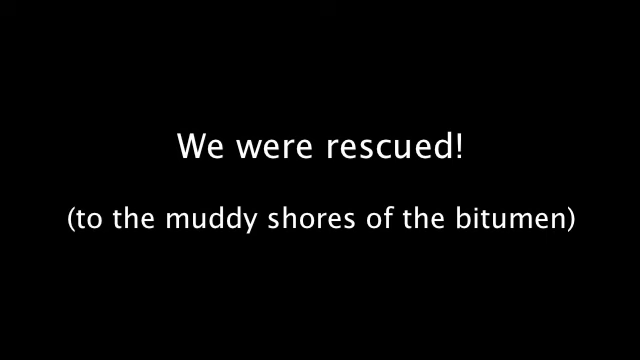 We were rescued!
(to the muddy shores of the bitumen)